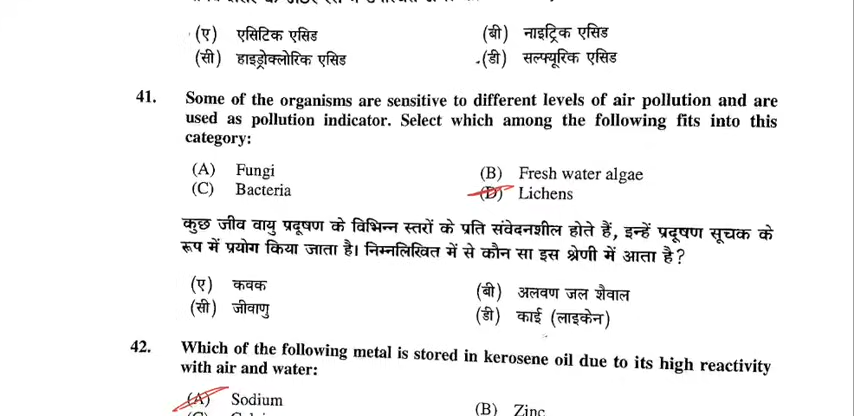 (ए) एसिटिक एसिड (बी) नाइट्रिक एसिड
(सी) हाइड्रोक्लोरिक एसिड (डी) सल्फ्यूरिक एसिड
41. Some of the organisms are sensitive to different levels of air pollution and are
used as pollution indicator. Select which among the following fits into this
category:
(A) Fungi (B) Fresh water algae
(C) Bacteria (D) Lichens
कुछ जीव वायु प्रदूषण के विभिन्न स्तरों के प्रति संवेदनशील होते हैं, इन्हें प्रदूषण सूचक के
रूप में प्रयोग किया जाता है। निम्नलिखित में से कौन सा इस श्रेणी में आता है?
(ए) कवक (बी) अलवण जल शैवाल
(सी) जीवाणु (डी) काई (लाइकेन)
42. Which of the following metal is stored in kerosene oil due to its high reactivity
with air and water:
(A) Sodium (B) Zinc